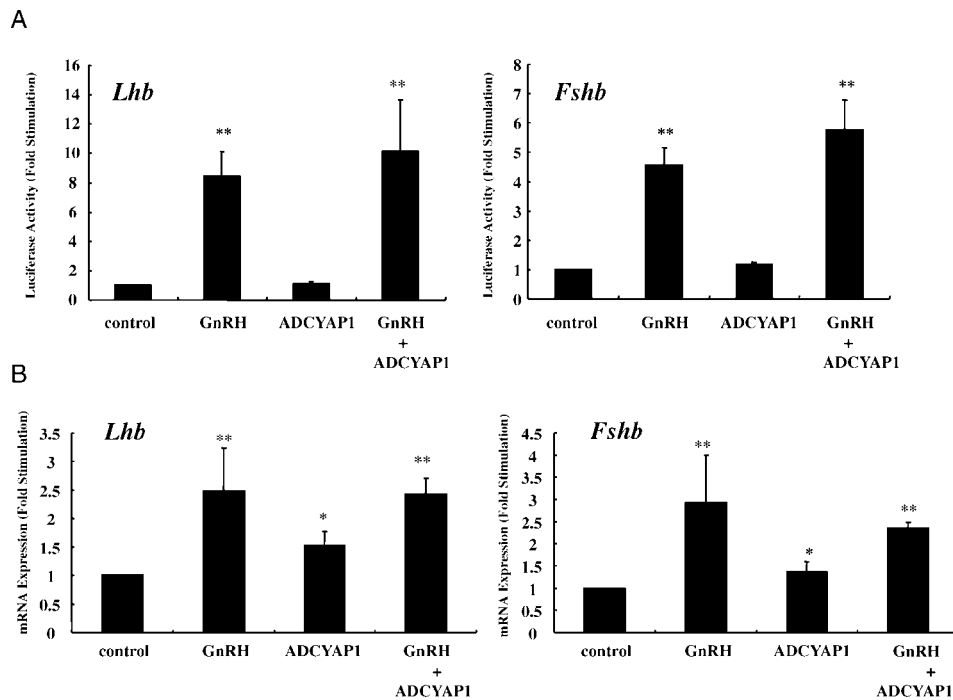 A
Lhb
Luciferase Activity (Fold Stimulation)
16
14
12
10
8
6
4
2
0
**
**
control GnRH ADCYAP1 GnRH
+
ADCYAP1
Fshb
Luciferase Activity (Fold Stimulation)
8
7
6
5
4
3
2
1
0
**
**
control GnRH ADCYAP1 GnRH
+
ADCYAP1
B
Lhb
mRNA Expression (Fold Stimulation)
3.5
3
2.5
2
1.5
1
0.5
0
**
*
**
control GnRH ADCYAP1 GnRH
+
ADCYAP1
Fshb
mRNA Expression (Fold Stimulation)
4.5
4
3.5
3
2.5
2
1.5
1
0.5
0
**
*
**
control GnRH ADCYAP1 GnRH
+
ADCYAP1